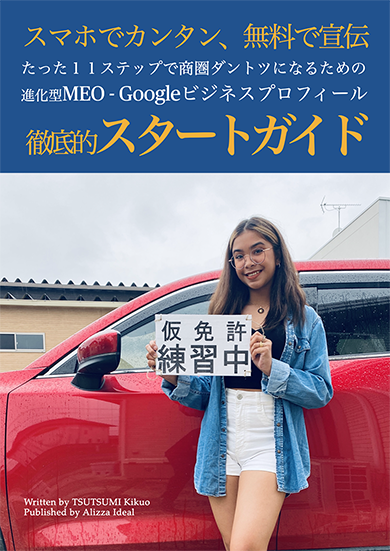 スマホでカンタン、無料で宣伝
たった１１ステップで商圏ダントツになるための
進化型MEO - Googleビジネスプロフィール
徹底的スタートガイド
仮免許
練習中
Written by TSUTSUMI Kikuo
Published by Alizza Ideal